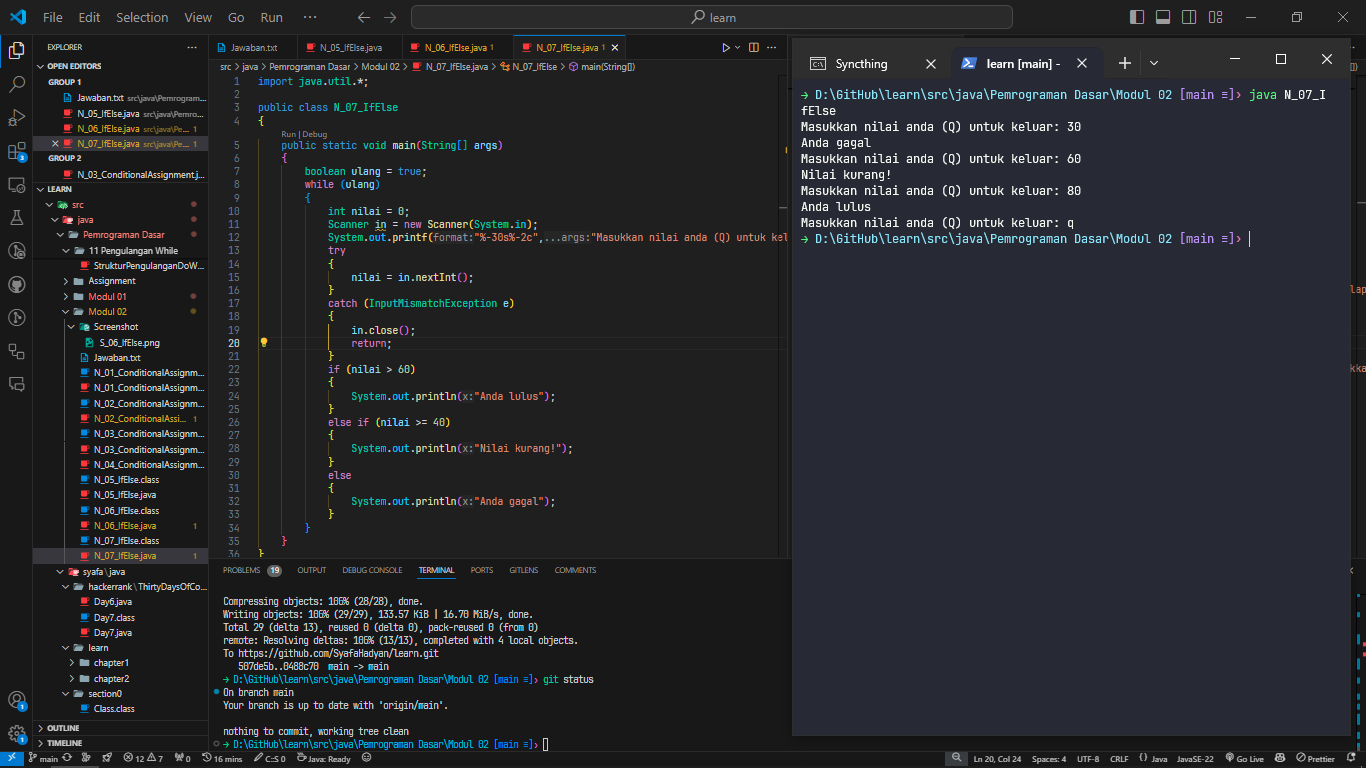 File Edit Selection View Go Run ··· learn
EXPLORER ···
OPEN EDITORS
GROUP 1
Jawaban.txt src\java\Pemrogram...
N_05_IfElse.java src\java\Pemro...
N_06_IfElse.java src\java\Pe... 1
N_07_IfElse.java src\java\Pe... 1
GROUP 2
N_03_ConditionalAssignment.j...
LEARN
src
java
Pemrograman Dasar
11 Pengulangan While
StrukturPengulanganDoW...
Assignment
Modul 01
Modul 02
Screenshot
S_06_IfElse.png
Jawaban.txt
N_01_ConditionalAssignm...
N_01_ConditionalAssignm...
N_02_ConditionalAssignm...
N_02_ConditionalAssi... 1
N_03_ConditionalAssignm...
N_03_ConditionalAssignm...
N_04_ConditionalAssignm...
N_05_IfElse.class
N_05_IfElse.java
N_06_IfElse.class
N_06_IfElse.java 1
N_07_IfElse.class
N_07_IfElse.java 1
syafa\java
hackerrank\ThirtyDaysOfCo...
Day6.java
Day7.class
Day7.java
learn
chapter1
chapter2
section0
Class.class
OUTLINE
TIMELINE
Jawaban.txt N_05_IfElse.java N_06_IfElse.java 1 N_07_IfElse.java 1
src > java > Pemrograman Dasar > Modul 02 > N_07_IfElse.java > N_07_IfElse > main(String[])
1 import java.util.*;
2
3 public class N_07_IfElse
4 {
Run | Debug
5 public static void main(String[] args)
6 {
7 boolean ulang = true;
8 while (ulang)
9 {
10 int nilai = 0;
11 Scanner in = new Scanner(System.in);
12 System.out.printf(format:"%-30s%-2c",...args:"Masukkan nilai anda (Q) untuk kel
13 try
14 {
15 nilai = in.nextInt();
16 }
17 catch (InputMismatchException e)
18 {
19 in.close();
20 return;
21 }
22 if (nilai > 60)
23 {
24 System.out.println(x:"Anda lulus");
25 }
26 else if (nilai >= 40)
27 {
28 System.out.println(x:"Nilai kurang!");
29 }
30 else
31 {
32 System.out.println(x:"Anda gagal");
33 }
34 }
35 }
36 }
PROBLEMS 19 OUTPUT DEBUG CONSOLE TERMINAL PORTS GITLENS COMMENTS
Compressing objects: 100% (28/28), done.
Writing objects: 100% (29/29), 133.57 KiB | 16.70 MiB/s, done.
Total 29 (delta 13), reused 0 (delta 0), pack-reused 0 (from 0)
remote: Resolving deltas: 100% (13/13), completed with 4 local objects.
To https://github.com/SyafaHadyan/learn.git
507de5b..0488c70 main -> main
→ D:\GitHub\learn\src\java\Pemrograman Dasar\Modul 02 [main ≡]› git status
On branch main
Your branch is up to date with 'origin/main'.
nothing to commit, working tree clean
→ D:\GitHub\learn\src\java\Pemrograman Dasar\Modul 02 [main ≡]›
Syncthing learn [main] -
→ D:\GitHub\learn\src\java\Pemrograman Dasar\Modul 02 [main ≡]› java N_07_I
fElse
Masukkan nilai anda (Q) untuk keluar: 30
Anda gagal
Masukkan nilai anda (Q) untuk keluar: 60
Nilai kurang!
Masukkan nilai anda (Q) untuk keluar: 80
Anda lulus
Masukkan nilai anda (Q) untuk keluar: q
→ D:\GitHub\learn\src\java\Pemrograman Dasar\Modul 02 [main ≡]›
main 12 7 0 16 mins C:S 0 Java: Ready Ln 20, Col 24 Spaces: 4 UTF-8 CRLF {} Java JavaSE-22 Go Live Prettier